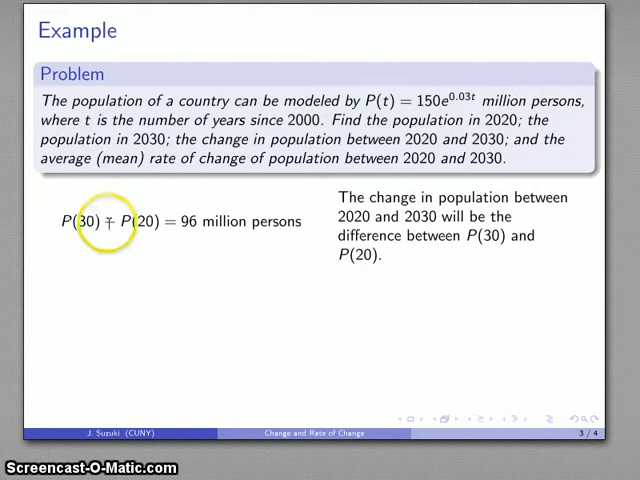 Example
Problem
The population of a country can be modeled by P(t) = 150e^0.03t million persons,
where t is the number of years since 2000. Find the population in 2020; the
population in 2030; the change in population between 2020 and 2030; and the
average (mean) rate of change of population between 2020 and 2030.
P(30) − P(20) = 96 million persons
The change in population between
2020 and 2030 will be the
difference between P(30) and
P(20).
J. Suzuki (CUNY) Change and Rate of Change 3 / 4
Screencast-O-Matic.com